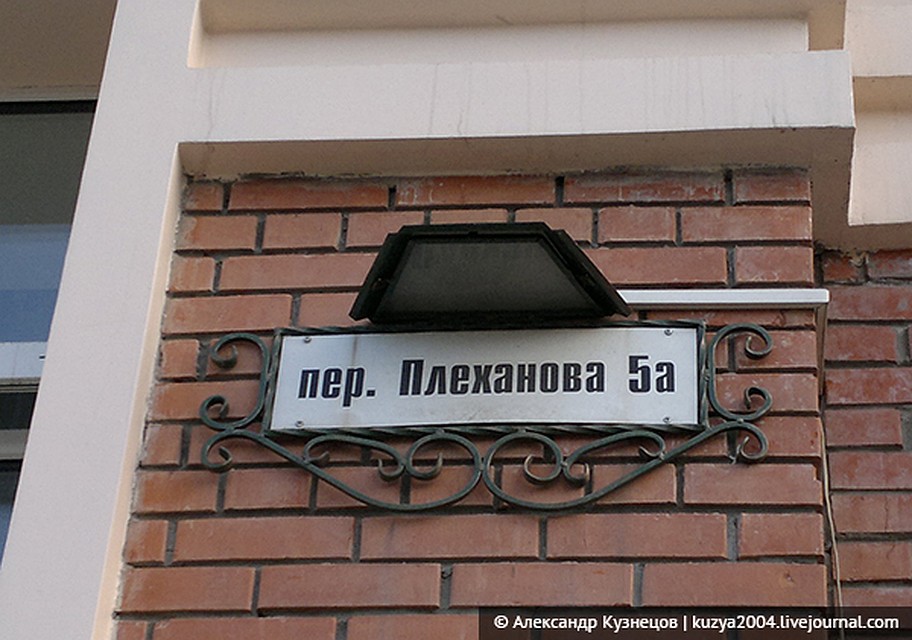 пер. Плеханова 5а
© Александр Кузнецов | kuzya2004.livejournal.com